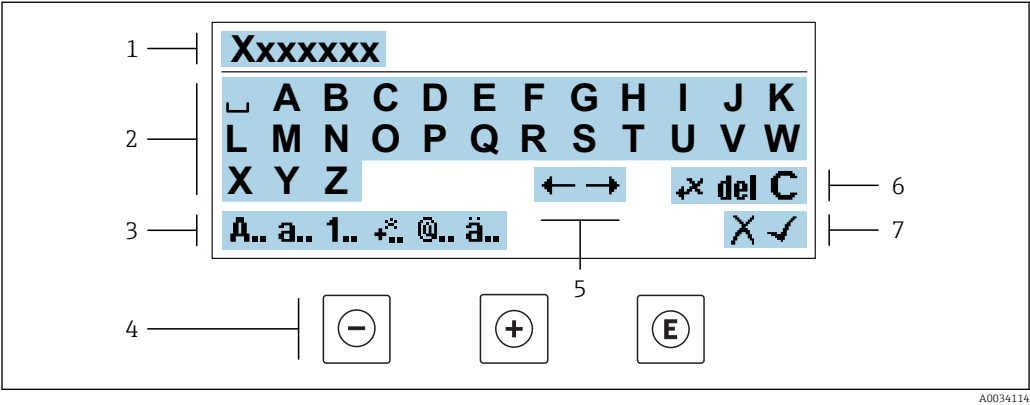 1
Xxxxxxx
2
␣ A B C D E F G H I J K
L M N O P Q R S T U V W
X Y Z ← → +× del C
6
3
A.. a.. 1.. +×.. @.. ä.. X ✓
7
5
4
− + E
A0034114